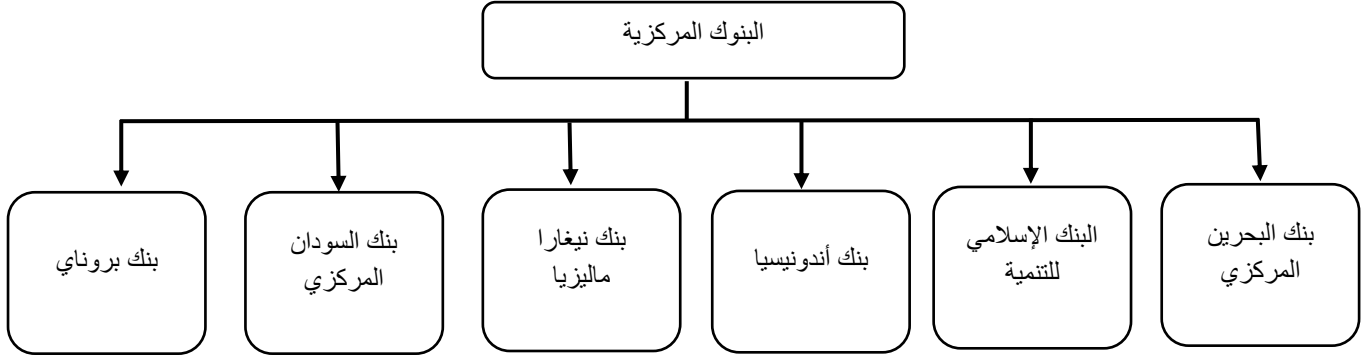 البنوك المركزية
بنك البحرين
المركزي
البنك الإسلامي
للتنمية
بنك أندونيسيا
بنك نيغارا
ماليزيا
بنك السودان
المركزي
بنك بروناي